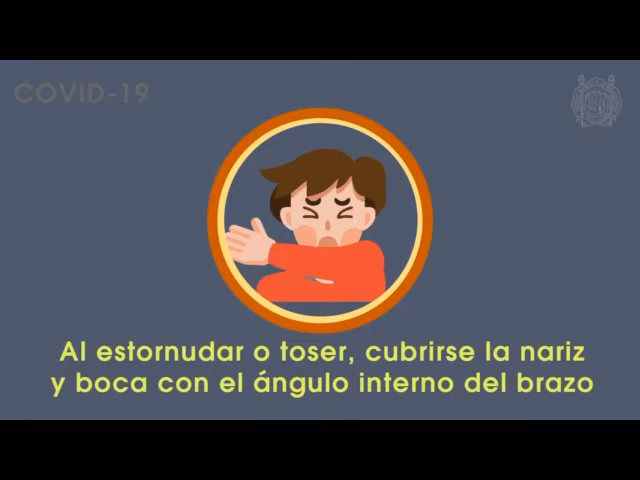 COVID-19
Al estornudar o toser, cubrirse la nariz
y boca con el ángulo interno del brazo